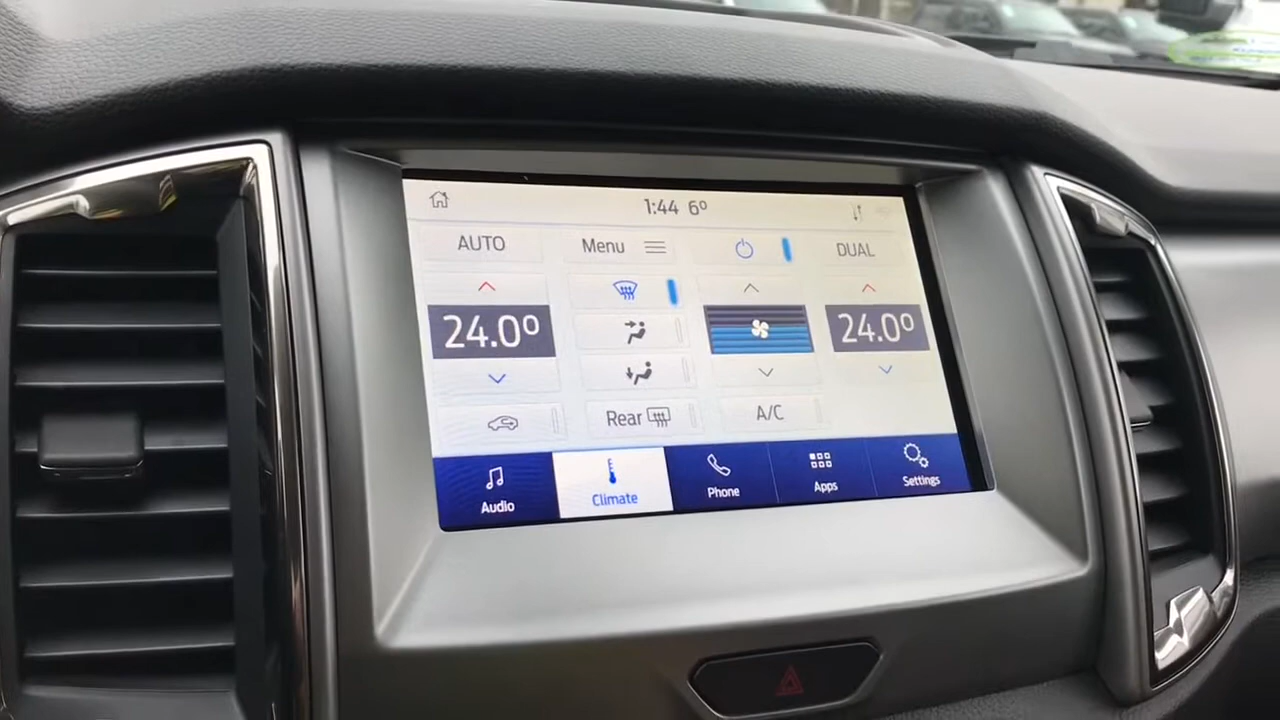 1:44 6º
AUTO
Menu
DUAL
24.0º
24.0º
Rear
A/C
Audio
Climate
Phone
Apps
Settings